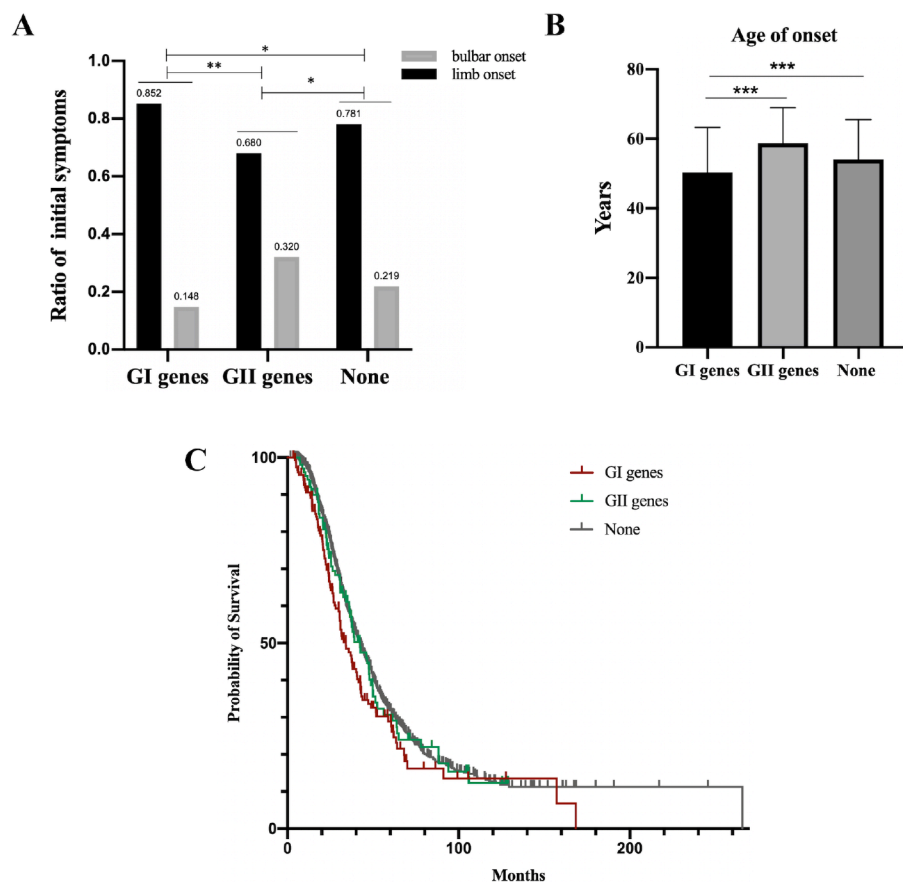 A
*
**
*
bulbar onset
limb onset
Ratio of initial symptoms
1.0
0.8
0.6
0.4
0.2
0.0
0.852
0.148
0.680
0.320
0.781
0.219
GI genes
GII genes
None
B
Age of onset
***
***
Years
80
60
40
20
0
GI genes
GII genes
None
C
Probability of Survival
100
50
0
GI genes
GII genes
None
0
100
200
Months